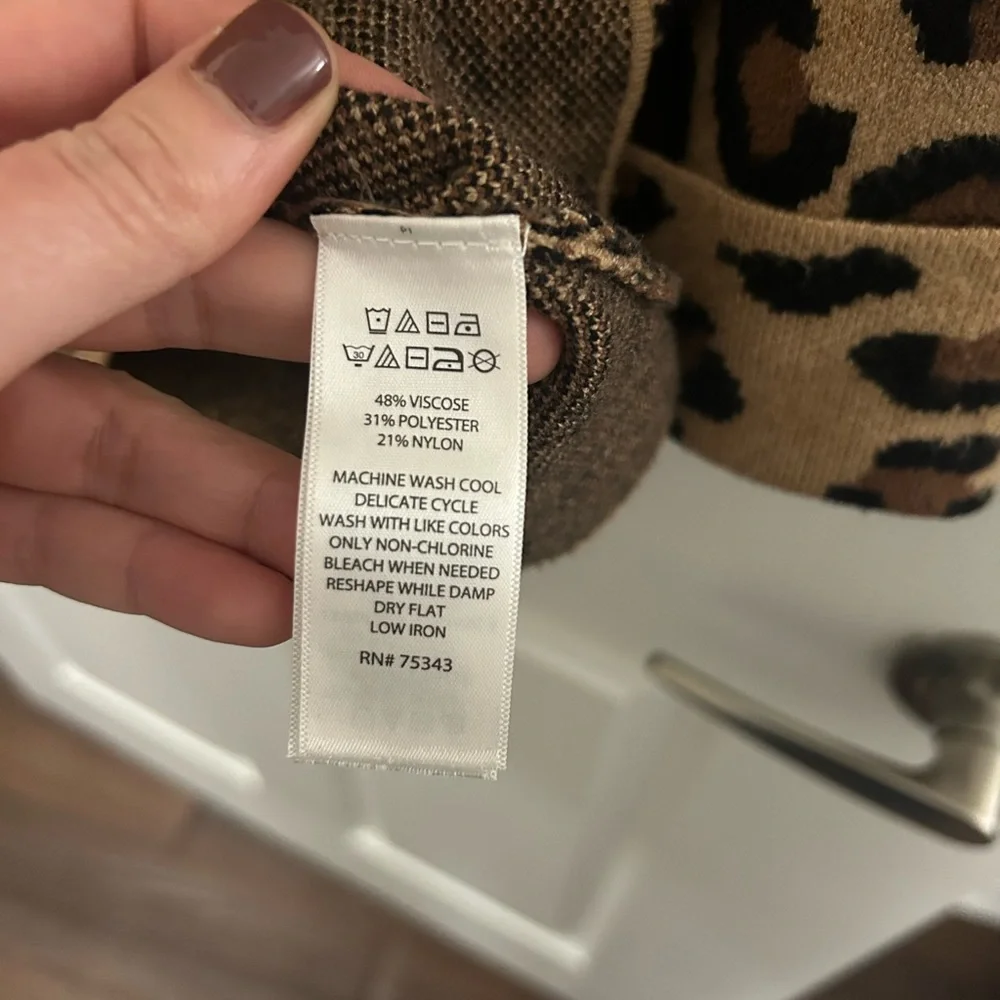 30
48% VISCOSE
31% POLYESTER
21% NYLON
MACHINE WASH COOL
DELICATE CYCLE
WASH WITH LIKE COLORS
ONLY NON-CHLORINE
BLEACH WHEN NEEDED
RESHAPE WHILE DAMP
DRY FLAT
LOW IRON
RN# 75343